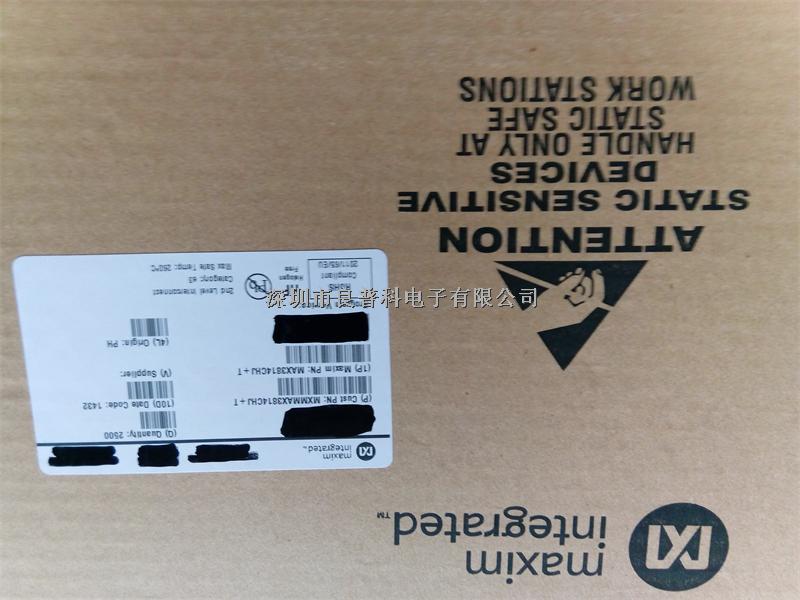 maxim
integrated™
maxim
integrated™
(Q) Quantity: 2500
(P) Cust PN: MXMMAX3814CHJ+T
(10D) Date Code: 1432
(1P) Maxim PN: MAX3814CHJ+T
(V) Supplier:
(4L) Origin: PH
RoHS
Compliant
2011/65/EU
Halogen
Free
Pb
2nd Level Interconnect
Category: e3
Max Safe Temp: 260°C
ATTENTION
STATIC SENSITIVE
DEVICES
HANDLE ONLY AT
STATIC SAFE
WORK STATIONS
深圳市良普科电子有限公司